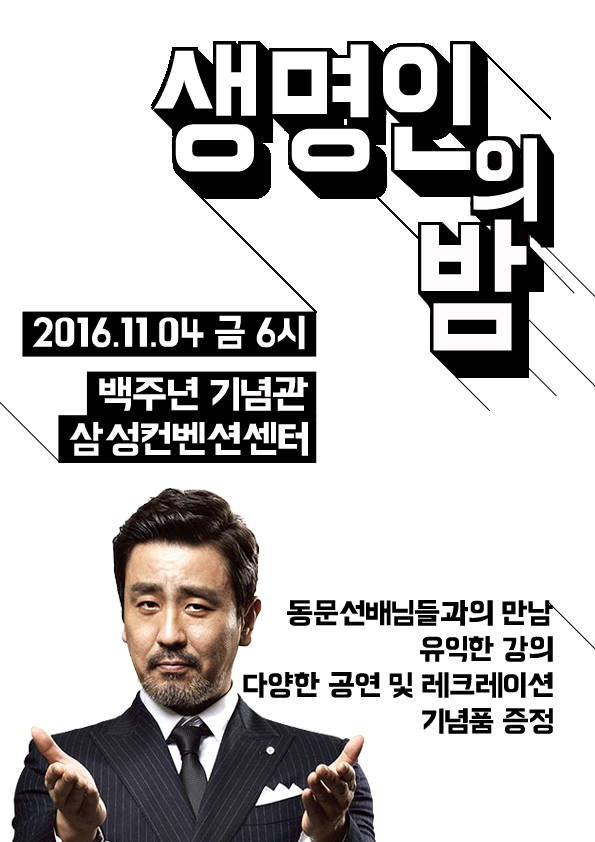 생명인
의
밤
2016.11.04 금 6시
백주년 기념관
삼성컨벤션센터
동문선배님들과의 만남
유익한 강의
다양한 공연 및 레크레이션
기념품 증정